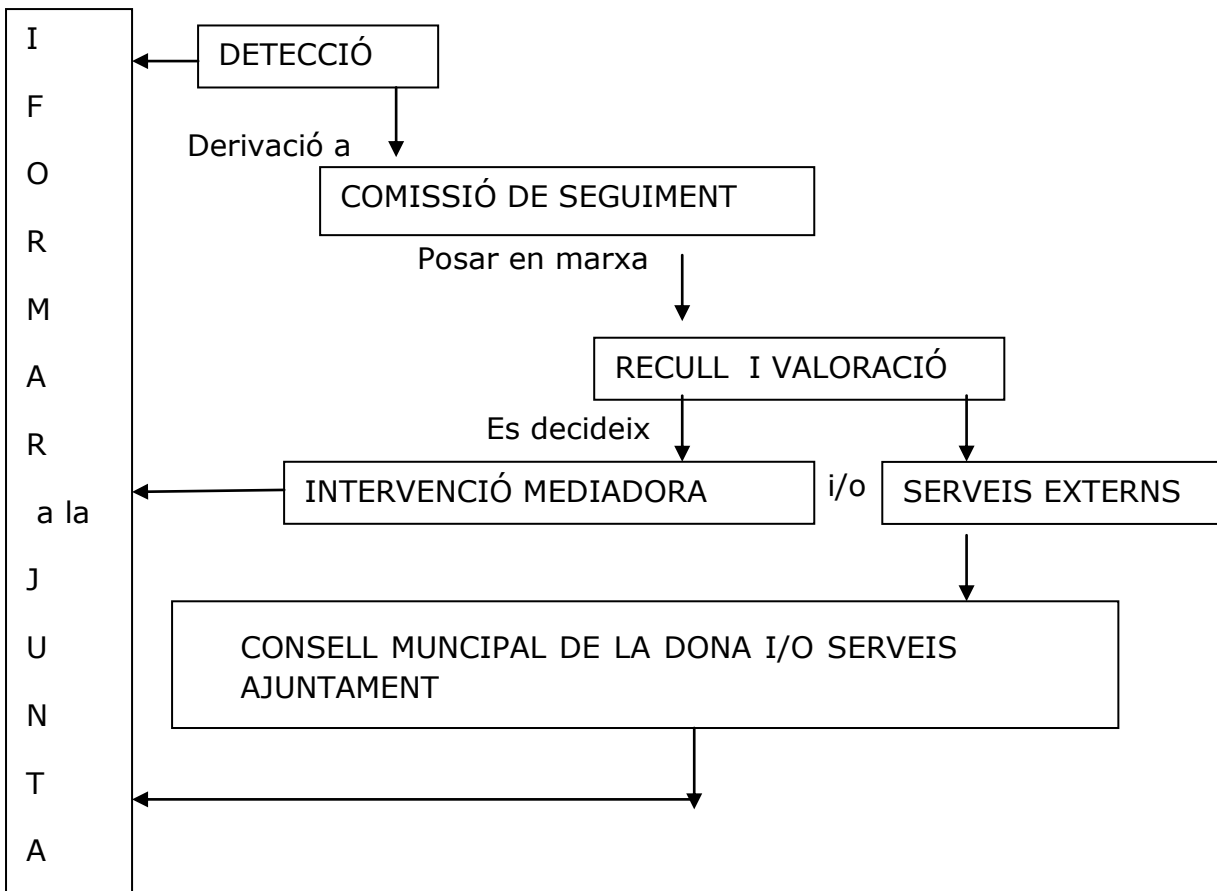 I
F
O
R
M
A
R
a la
J
U
N
T
A
DETECCIÓ
Derivació a
COMISSIÓ DE SEGUIMENT
Posar en marxa
RECULL I VALORACIÓ
Es decideix
INTERVENCIÓ MEDIADORA
i/o
SERVEIS EXTERNS
CONSELL MUNCIPAL DE LA DONA I/O SERVEIS
AJUNTAMENT